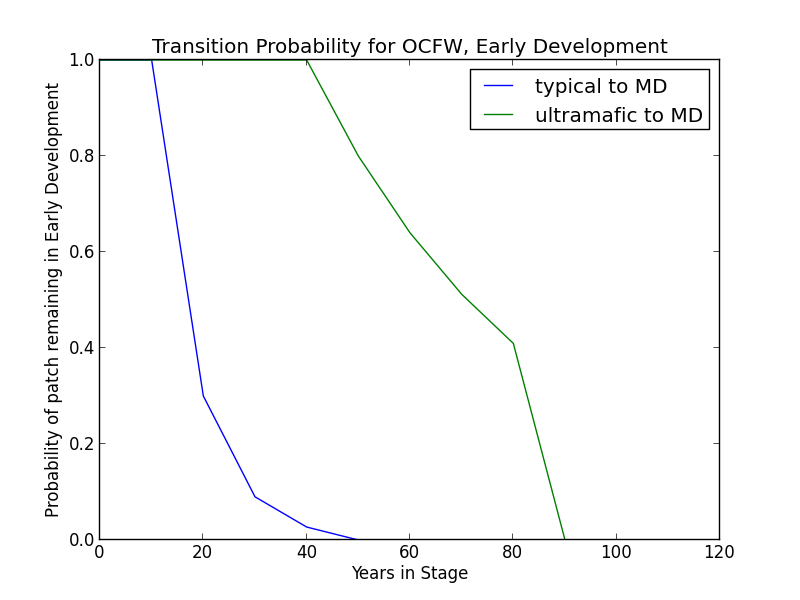 Transition Probability for OCFW, Early Development
typical to MD
ultramafic to MD
Probability of patch remaining in Early Development
1.0
0.8
0.6
0.4
0.2
0.0
0 20 40 60 80 100 120
Years in Stage